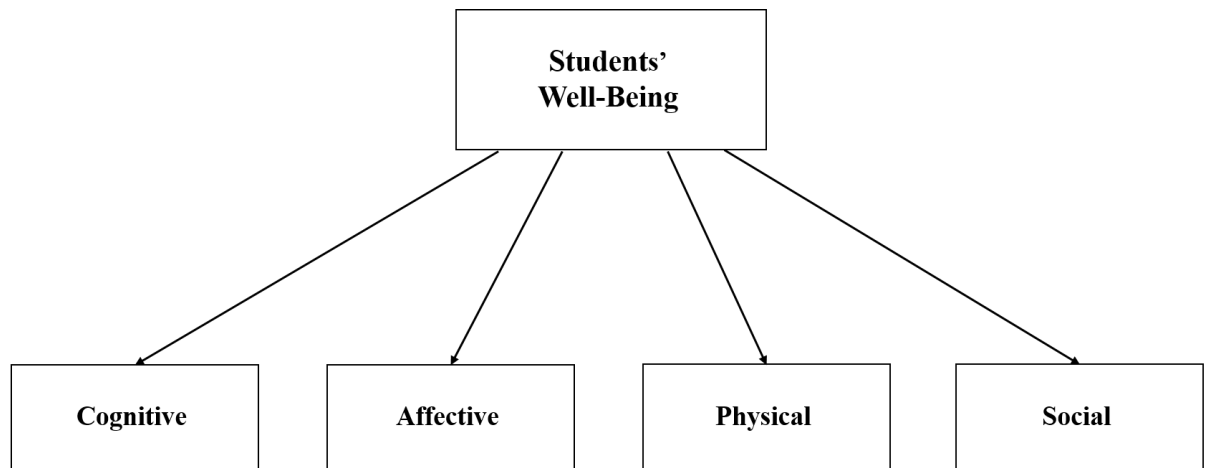 Students’
Well-Being
Cognitive
Affective
Physical
Social